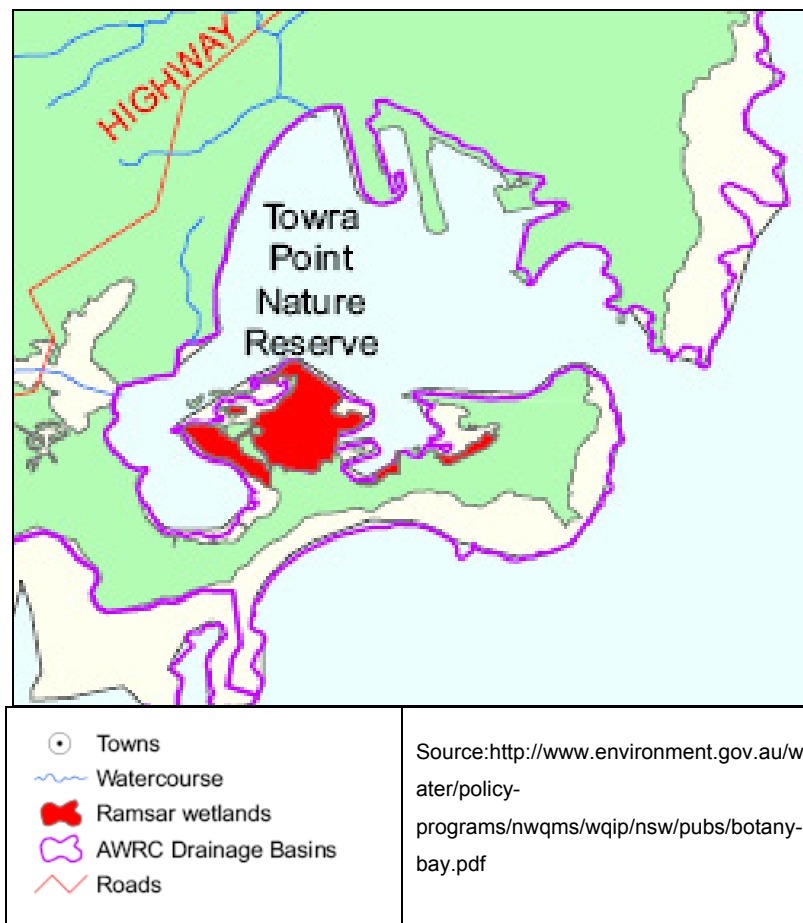 HIGHWAY
Towra
Point
Nature
Reserve
Towns
Watercourse
Ramsar wetlands
AWRC Drainage Basins
Roads
Source:http://www.environment.gov.au/w
ater/policy-
programs/nwqms/wqip/nsw/pubs/botany-
bay.pdf